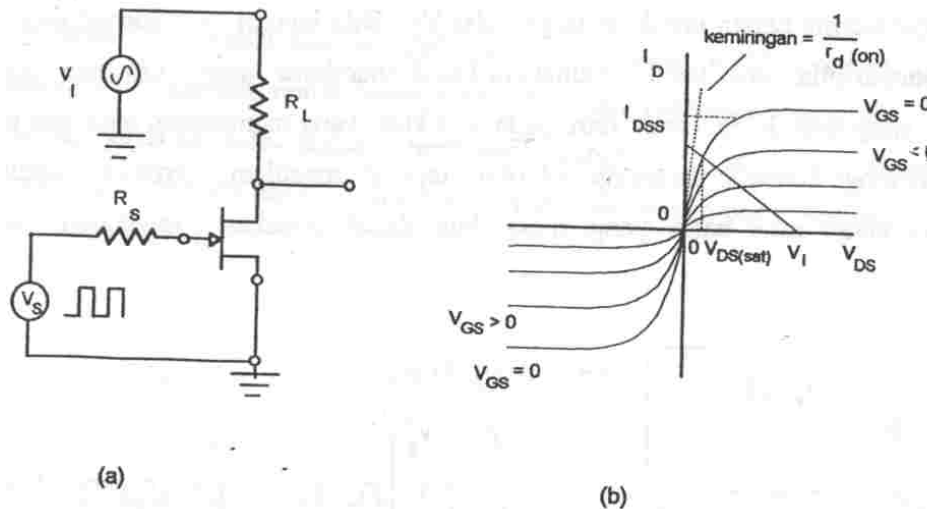 V_I
R_L
R_S
V_S
(a)
kemiringan = 1 / r_d (on)
I_D
I_DSS
V_GS = 0
V_GS <
0
0 V_DS(sat) V_I V_DS
V_GS > 0
V_GS = 0
(b)